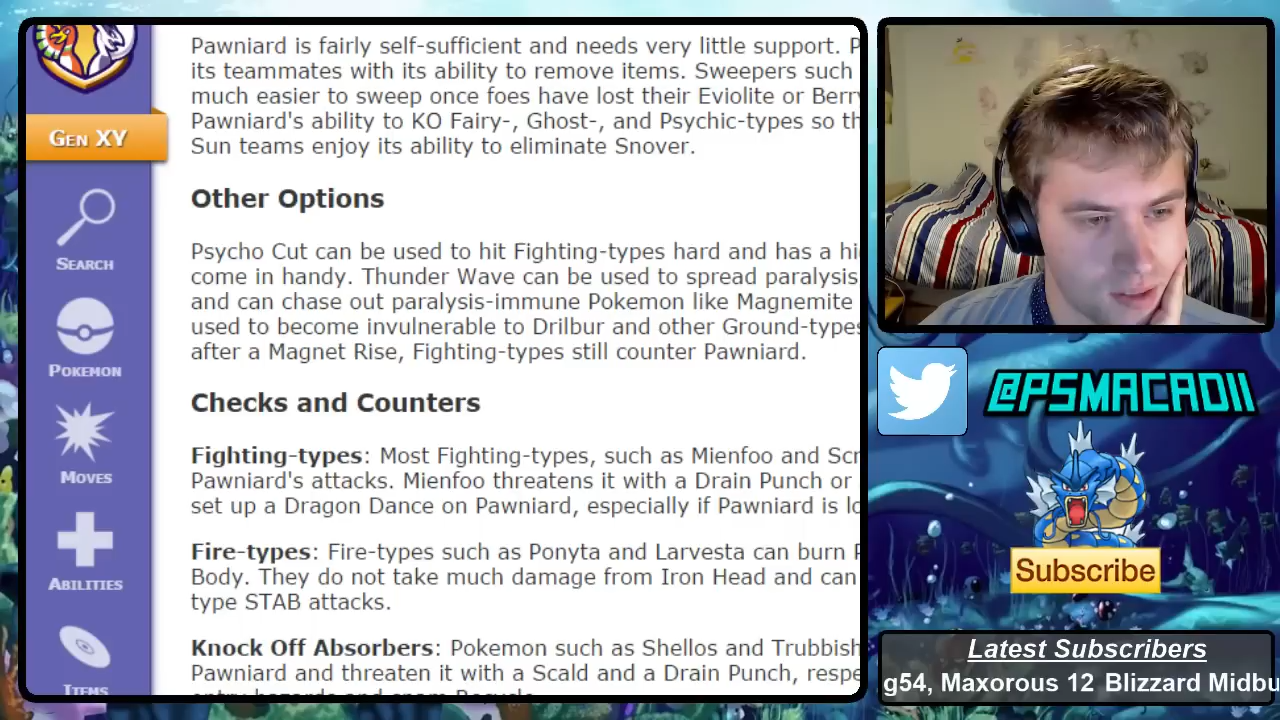 Pawniard is fairly self-sufficient and needs very little support. P
its teammates with its ability to remove items. Sweepers such
much easier to sweep once foes have lost their Eviolite or Berry
Pawniard's ability to KO Fairy-, Ghost-, and Psychic-types so th
Sun teams enjoy its ability to eliminate Snover.
Gen XY
Other Options
Search
Psycho Cut can be used to hit Fighting-types hard and has a hi
come in handy. Thunder Wave can be used to spread paralysis
and can chase out paralysis-immune Pokemon like Magnemite
used to become invulnerable to Drilbur and other Ground-types
after a Magnet Rise, Fighting-types still counter Pawniard.
Pokemon
Checks and Counters
Moves
Fighting-types: Most Fighting-types, such as Mienfoo and Scr
Pawniard's attacks. Mienfoo threatens it with a Drain Punch or
set up a Dragon Dance on Pawniard, especially if Pawniard is lo
Abilities
Fire-types: Fire-types such as Ponyta and Larvesta can burn P
Body. They do not take much damage from Iron Head and can
type STAB attacks.
Knock Off Absorbers: Pokemon such as Shellos and Trubbish
Pawniard and threaten it with a Scald and a Drain Punch, respe
entry hazards and spam Recycle.
Items
@PSMACADII
Subscribe
Latest Subscribers
g54, Maxorous 12 Blizzard Midbu